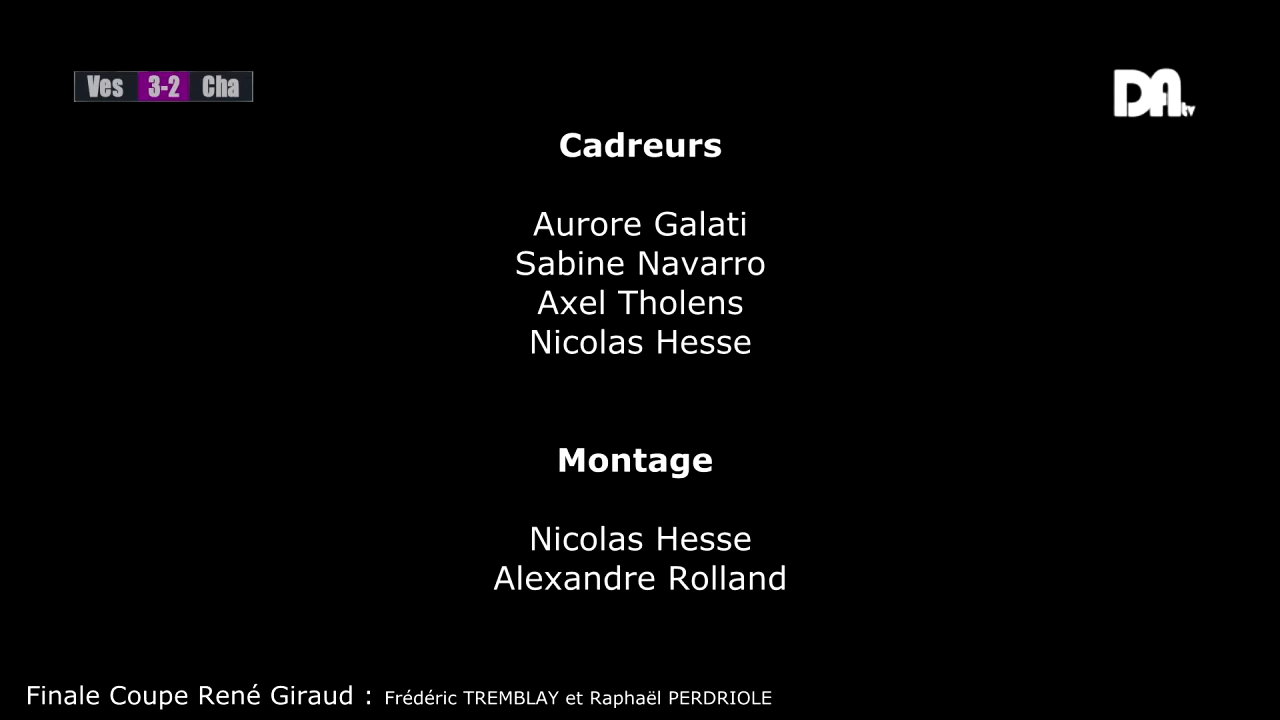 Ves 3-2 Cha
DA tv
Cadreurs
Aurore Galati
Sabine Navarro
Axel Tholens
Nicolas Hesse
Montage
Nicolas Hesse
Alexandre Rolland
Finale Coupe René Giraud : Frédéric TREMBLAY et Raphaël PERDRIOLE